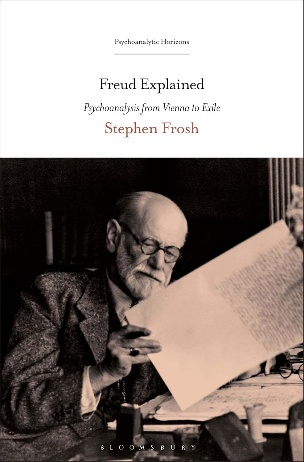 Psychoanalytic Horizons
Freud Explained
Psychoanalysis from Vienna to Exile
Stephen Frosh
BLOOMSBURY